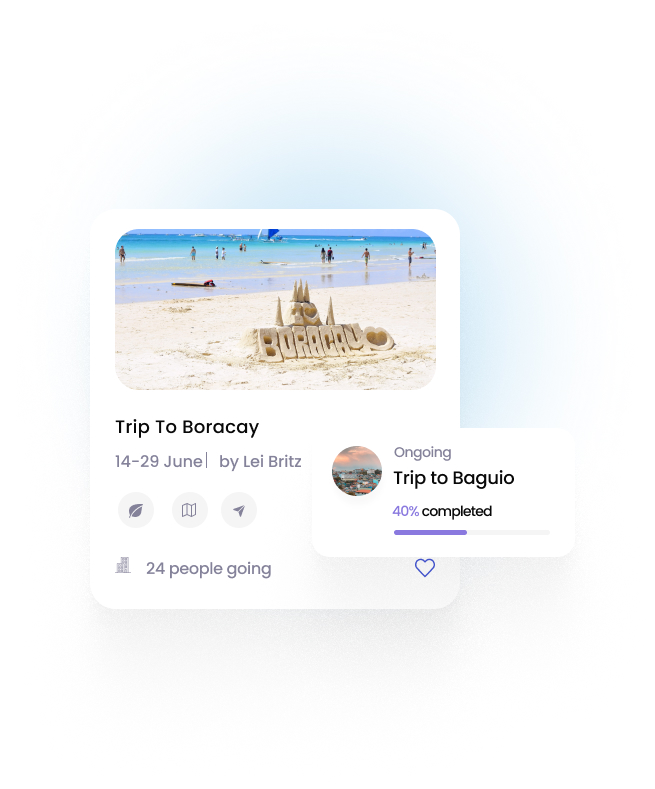 BORACAY
Trip To Boracay
14-29 June| by Lei Britz
24 people going
Ongoing
Trip to Baguio
40% completed